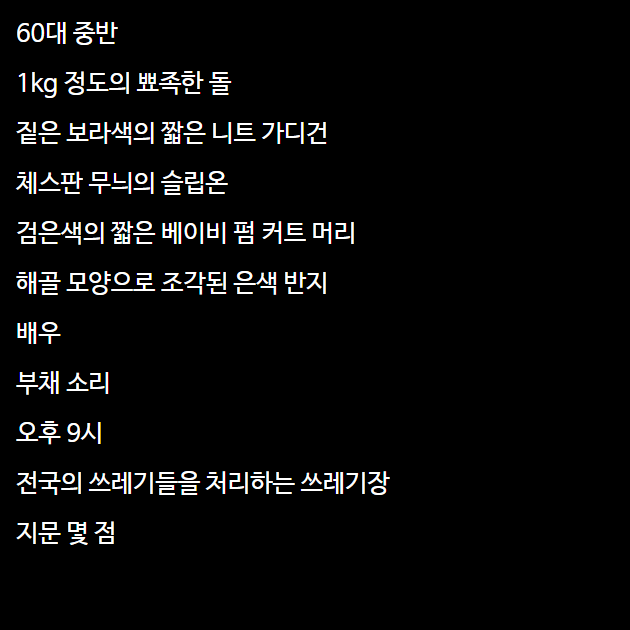 60대 중반
1kg 정도의 뾰족한 돌
짙은 보라색의 짧은 니트 가디건
체스판 무늬의 슬립온
검은색의 짧은 베이비 펌 커트 머리
해골 모양으로 조각된 은색 반지
배우
부채 소리
오후 9시
전국의 쓰레기들을 처리하는 쓰레기장
지문 몇 점